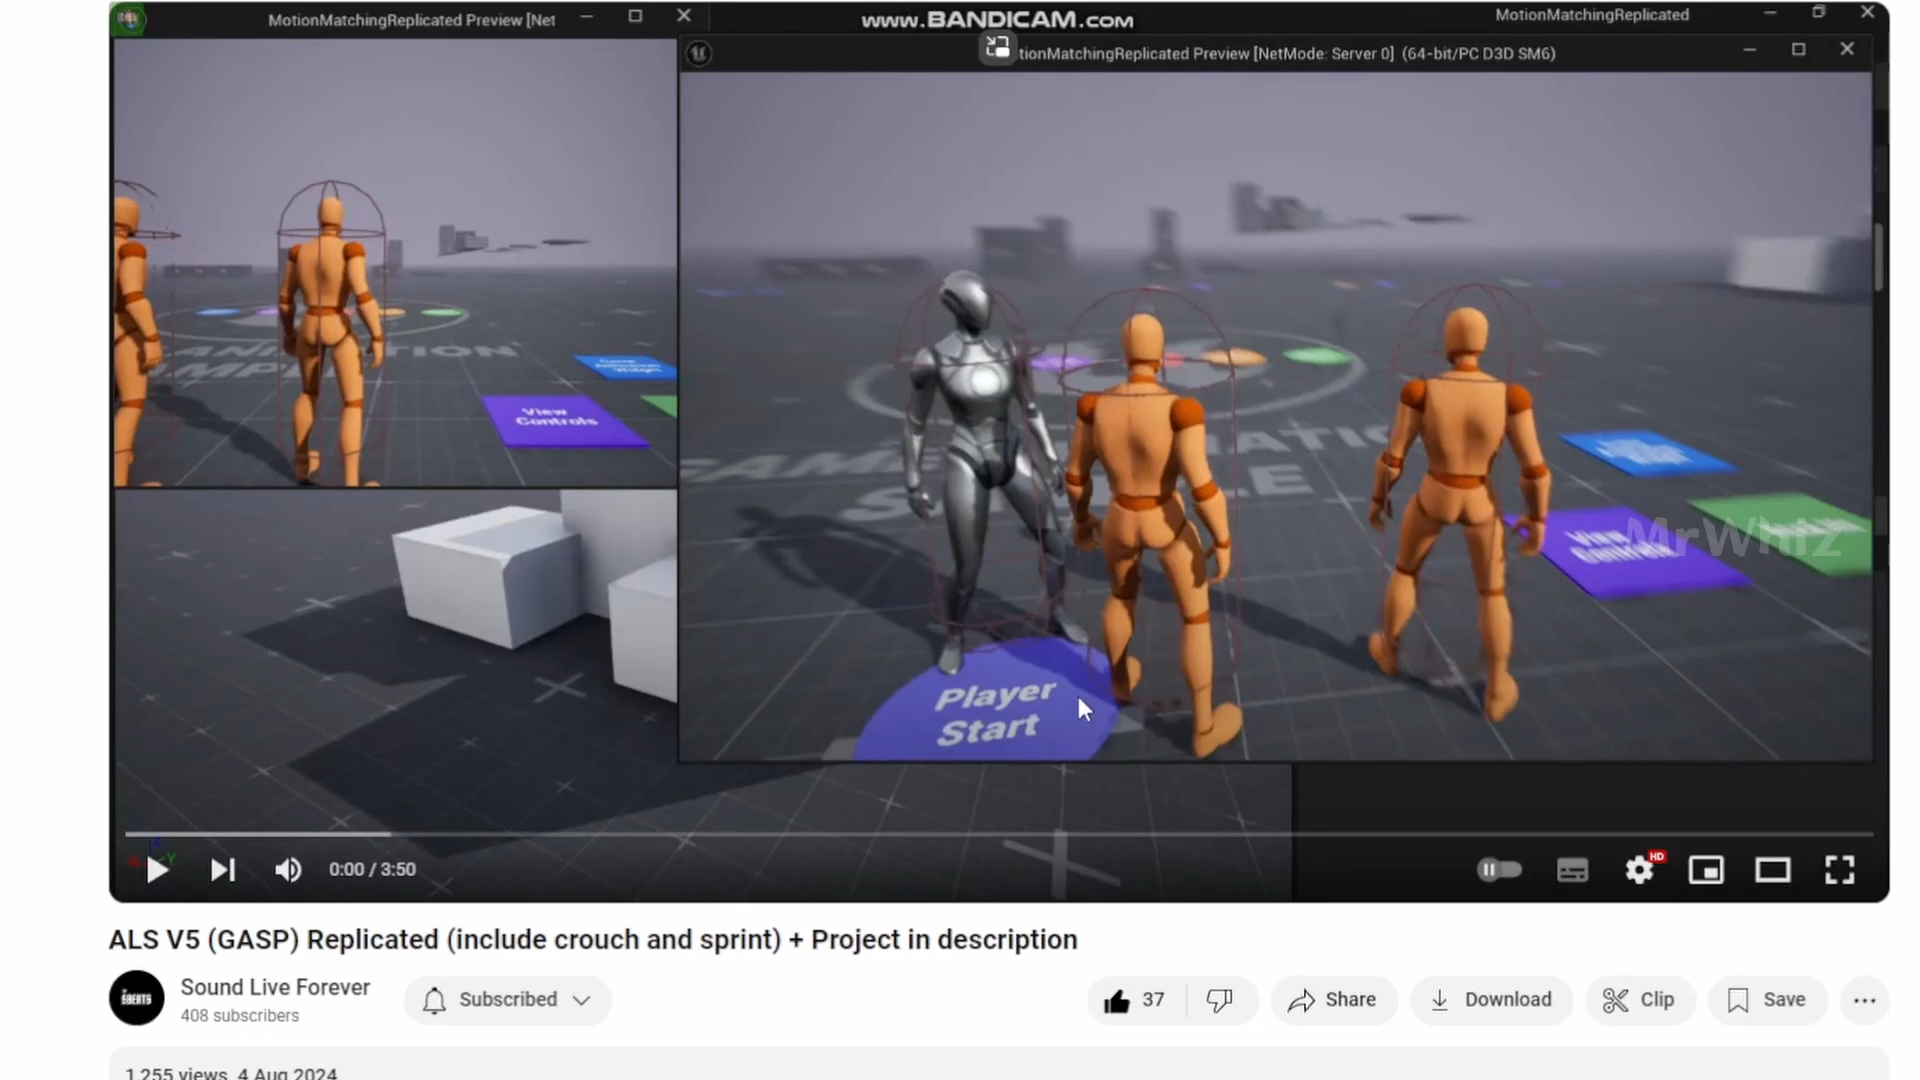 MotionMatchingReplicated Preview [Net
www.BANDICAM.com
MotionMatchingReplicated
tionMatchingReplicated Preview [NetMode: Server 0] (64-bit/PC D3D SM6)
View
Controls
Player
Start
MrWhiz
0:00 / 3:50
HD
ALS V5 (GASP) Replicated (include crouch and sprint) + Project in description
Sound Live Forever
408 subscribers
Subscribed
37
Share
Download
Clip
Save
1,255 views 4 Aug 2024